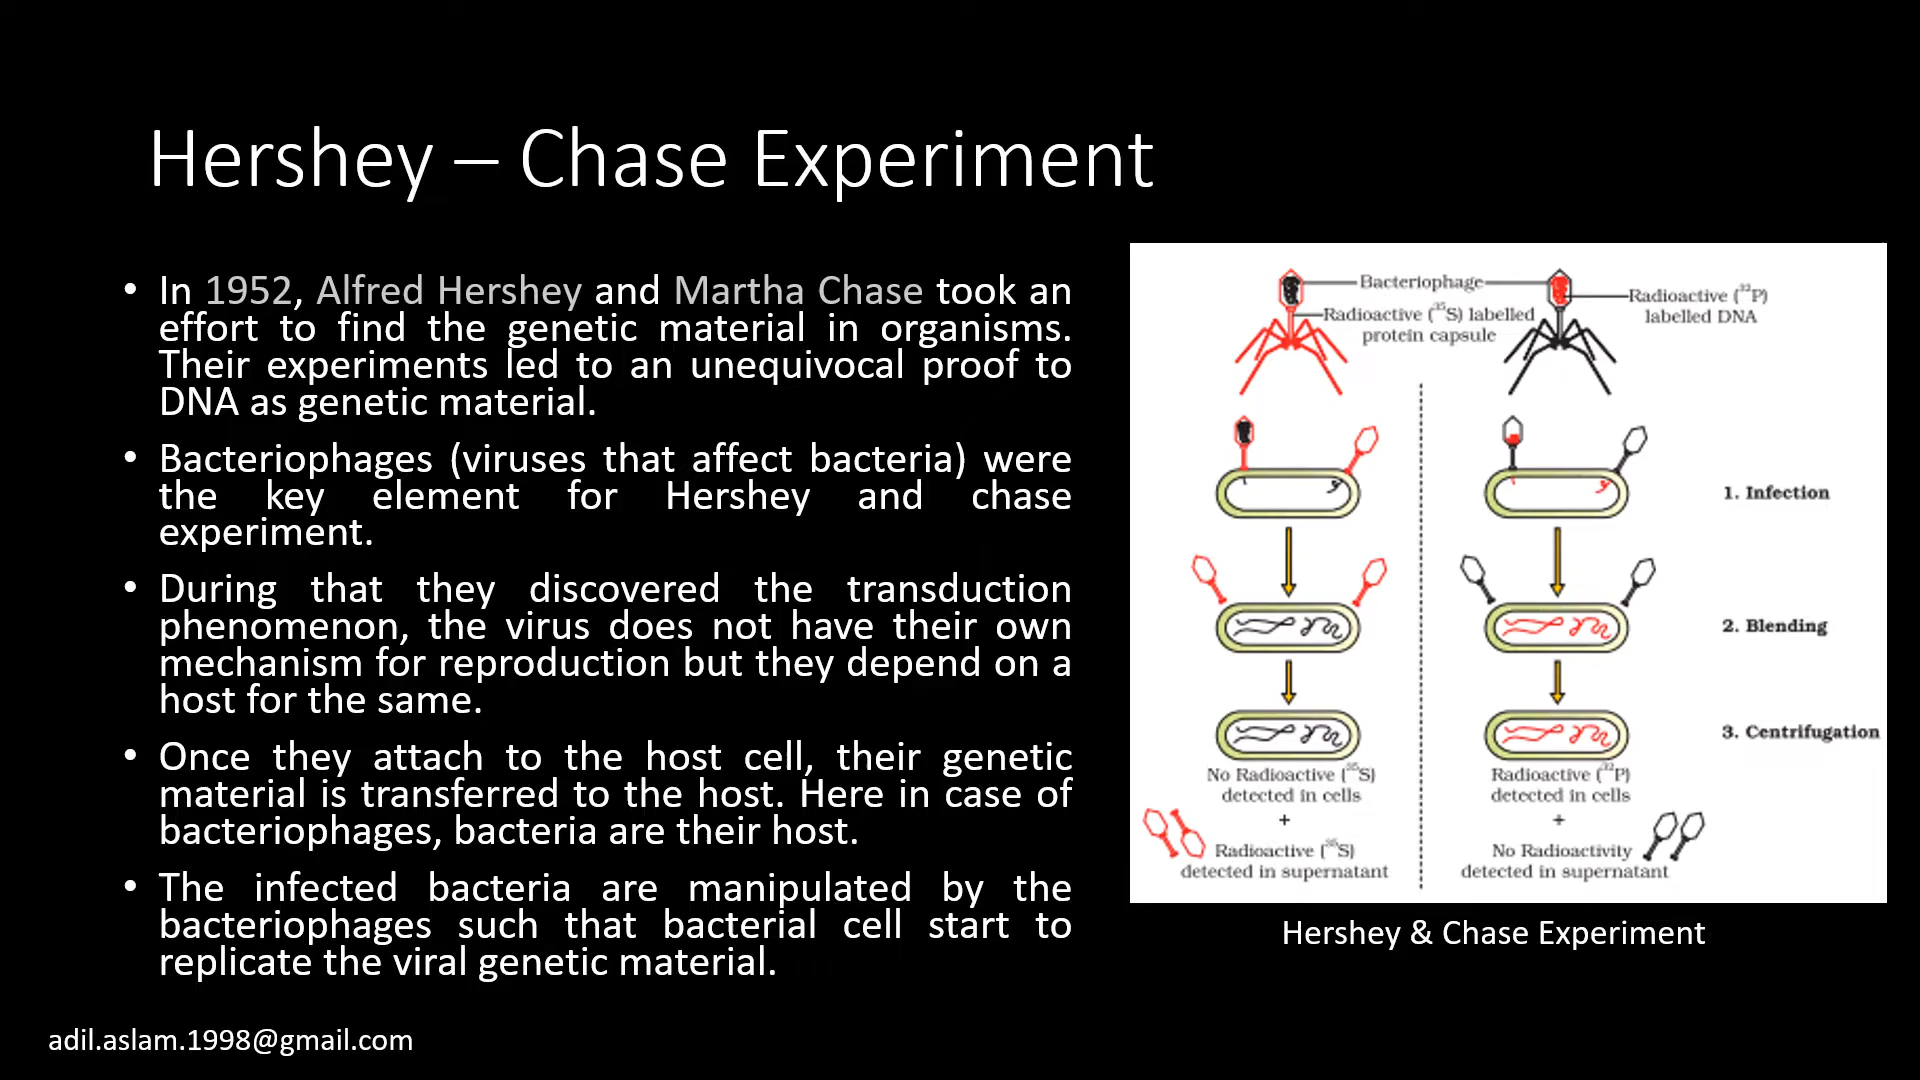 Hershey – Chase Experiment
• In 1952, Alfred Hershey and Martha Chase took an
effort to find the genetic material in organisms.
Their experiments led to an unequivocal proof to
DNA as genetic material.
• Bacteriophages (viruses that affect bacteria) were
the key element for Hershey and chase
experiment.
• During that they discovered the transduction
phenomenon, the virus does not have their own
mechanism for reproduction but they depend on a
host for the same.
• Once they attach to the host cell, their genetic
material is transferred to the host. Here in case of
bacteriophages, bacteria are their host.
• The infected bacteria are manipulated by the
bacteriophages such that bacterial cell start to
replicate the viral genetic material.
Bacteriophage
Radioactive (³⁵S) labelled
protein capsule
Radioactive (³²P)
labelled DNA
1. Infection
2. Blending
3. Centrifugation
No Radioactive (³⁵S)
detected in cells
+
Radioactive (³⁵S)
detected in supernatant
Radioactive (³²P)
detected in cells
+
No Radioactivity
detected in supernatant
Hershey & Chase Experiment
adil.aslam.1998@gmail.com